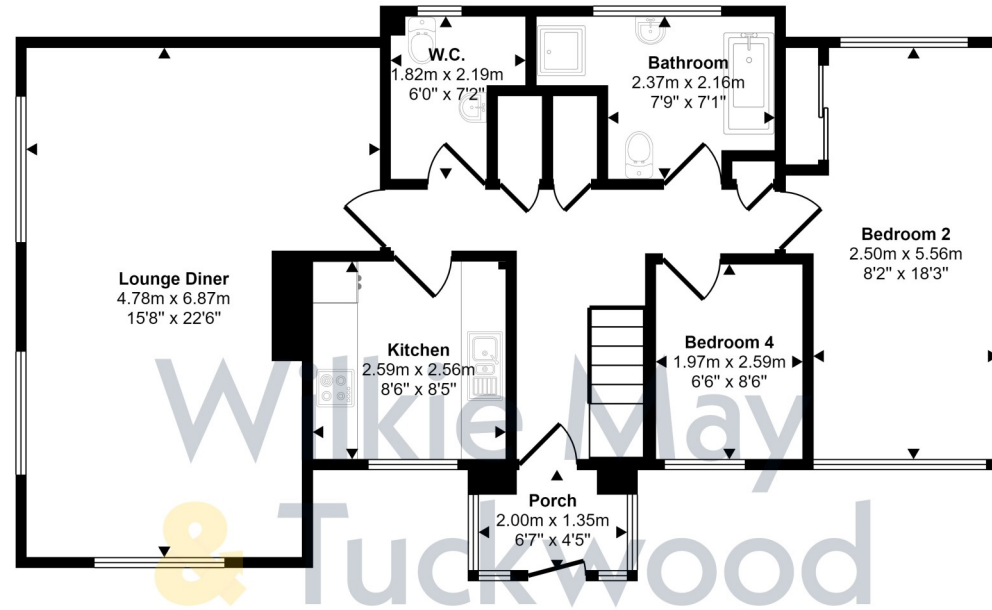 W.C.
1.82m x 2.19m
6'0" x 7'2"
Bathroom
2.37m x 2.16m
7'9" x 7'1"
Bedroom 2
2.50m x 5.56m
8'2" x 18'3"
Lounge Diner
4.78m x 6.87m
15'8" x 22'6"
Kitchen
2.59m x 2.56m
8'6" x 8'5"
Bedroom 4
1.97m x 2.59m
6'6" x 8'6"
Porch
2.00m x 1.35m
6'7" x 4'5"
Wilkie May
& Tuckwood